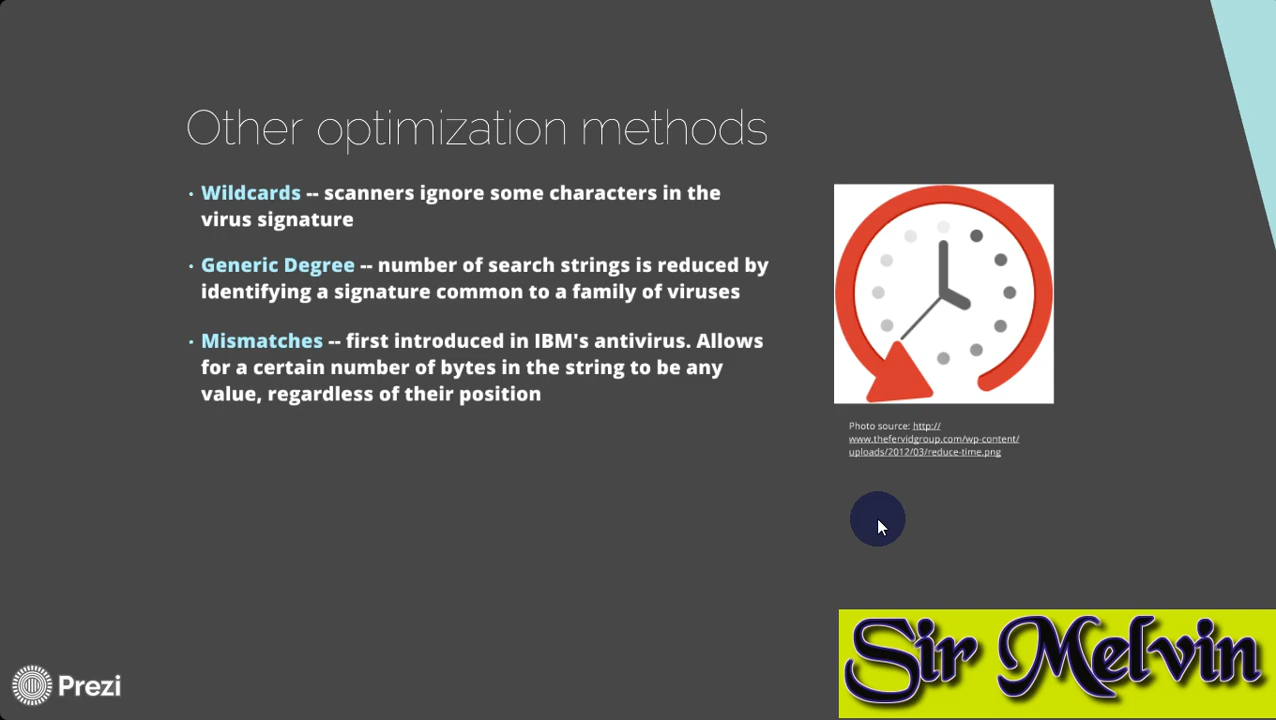 Other optimization methods
• Wildcards -- scanners ignore some characters in the
virus signature
• Generic Degree -- number of search strings is reduced by
identifying a signature common to a family of viruses
• Mismatches -- first introduced in IBM's antivirus. Allows
for a certain number of bytes in the string to be any
value, regardless of their position
Photo source: http://
www.thefervidgroup.com/wp-content/
uploads/2012/03/reduce-time.png
Sir Melvin
Prezi